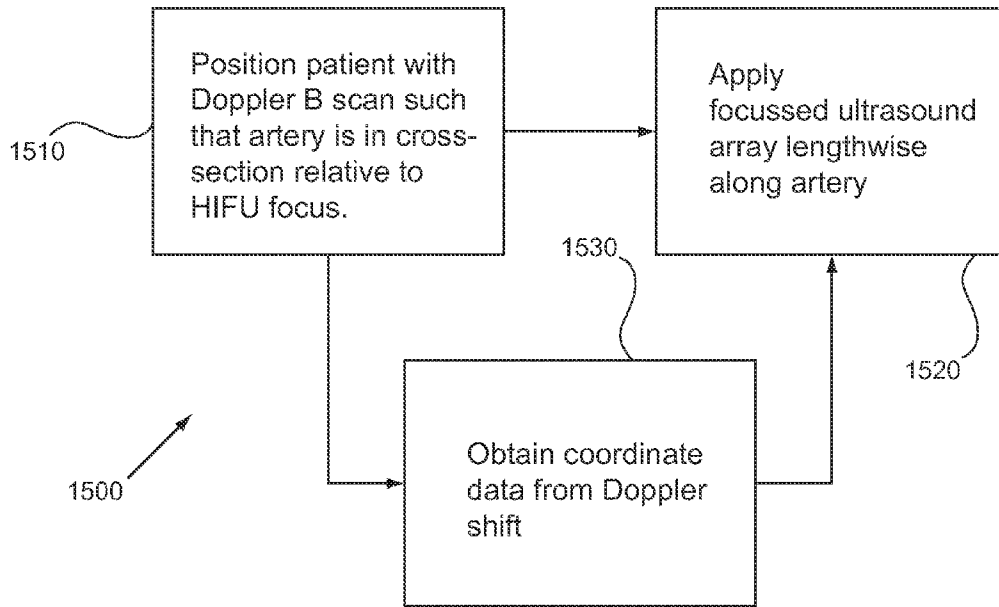 Position patient with
Doppler B scan such
that artery is in cross-
section relative to
HIFU focus.
1510
Apply
focussed ultrasound
array lengthwise
along artery
1520
1530
Obtain coordinate
data from Doppler
shift
1500